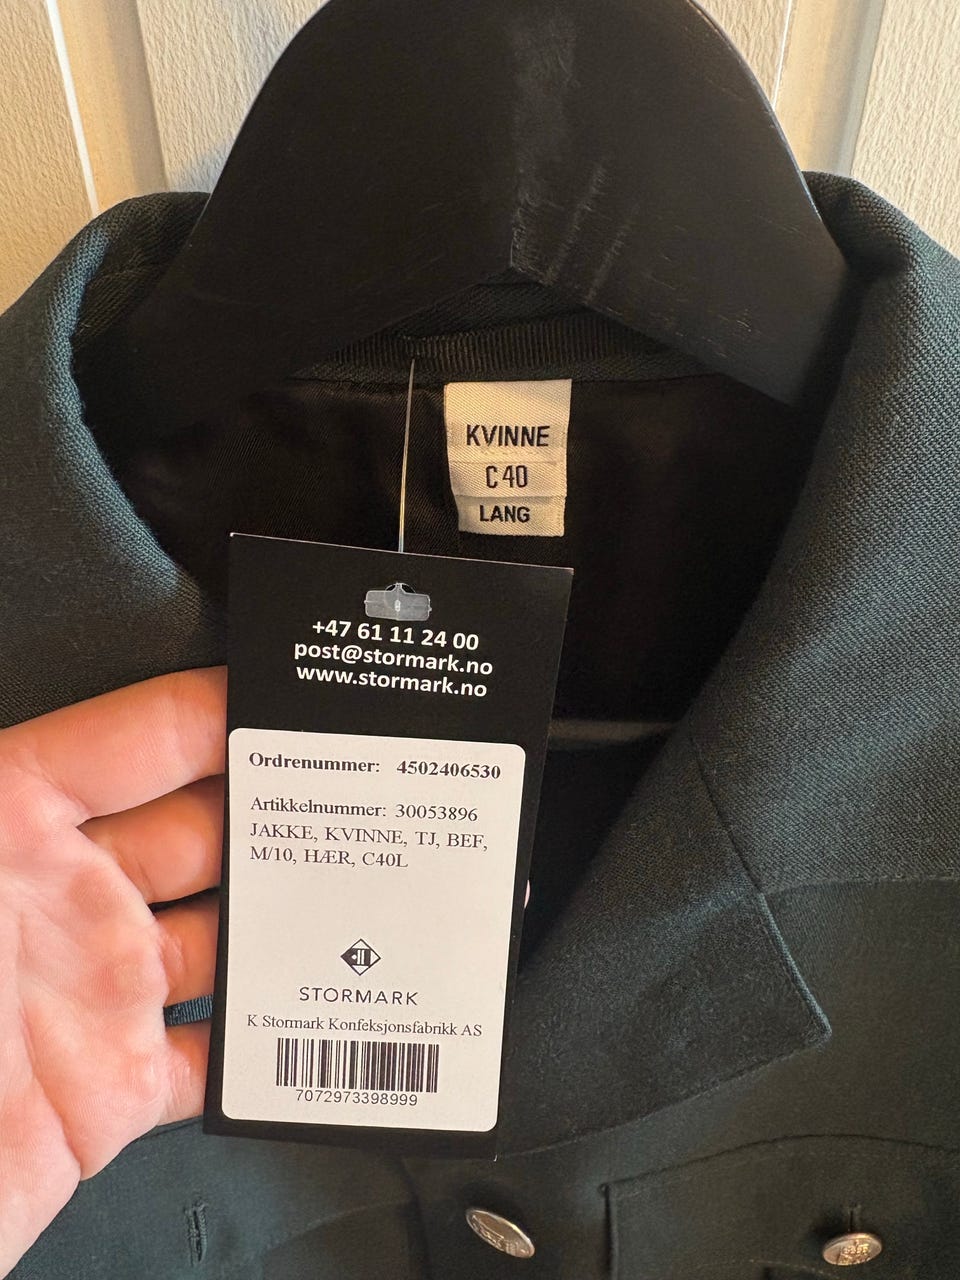 KVINNE
C40
LANG
+47 61 11 24 00
post@stormark.no
www.stormark.no
Ordrenummer: 4502406530
Artikkelnummer: 30053896
JAKKE, KVINNE, TJ, BEF,
M/10, HÆR, C40L
STORMARK
K Stormark Konfeksjonsfabrikk AS
7072973398999